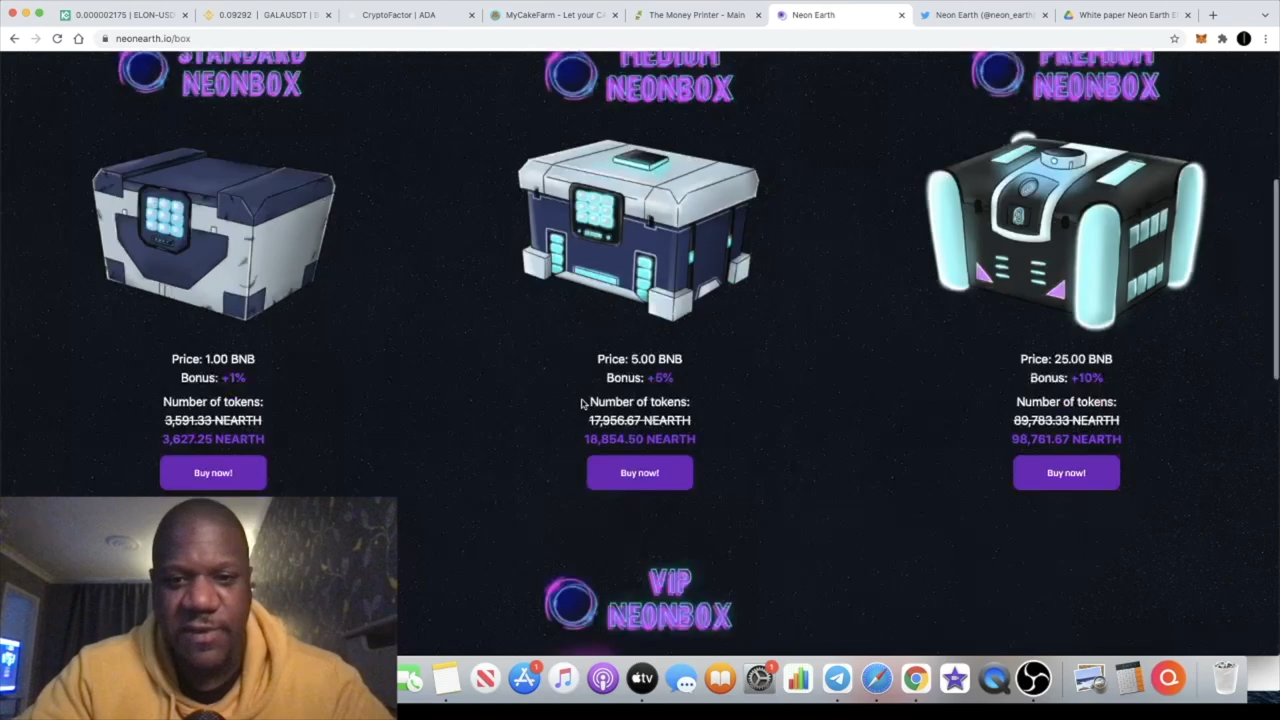 0.000002175 | ELON-USD
0.09292 | GALAUSDT | B
CryptoFactor | ADA
MyCakeFarm - Let your CA
The Money Printer - Main
Neon Earth
Neon Earth (@neon_earth
White paper Neon Earth E
neonearth.io/box
STANDARD
NEONBOX
MEDIUM
NEONBOX
PREMIUM
NEONBOX
Price: 1.00 BNB
Bonus: +1%
Number of tokens:
3,591.33 NEARTH
3,627.25 NEARTH
Buy now!
Price: 5.00 BNB
Bonus: +5%
Number of tokens:
17,956.67 NEARTH
18,854.50 NEARTH
Buy now!
Price: 25.00 BNB
Bonus: +10%
Number of tokens:
89,783.33 NEARTH
98,761.67 NEARTH
Buy now!
VIP
NEONBOX
1
tv
1